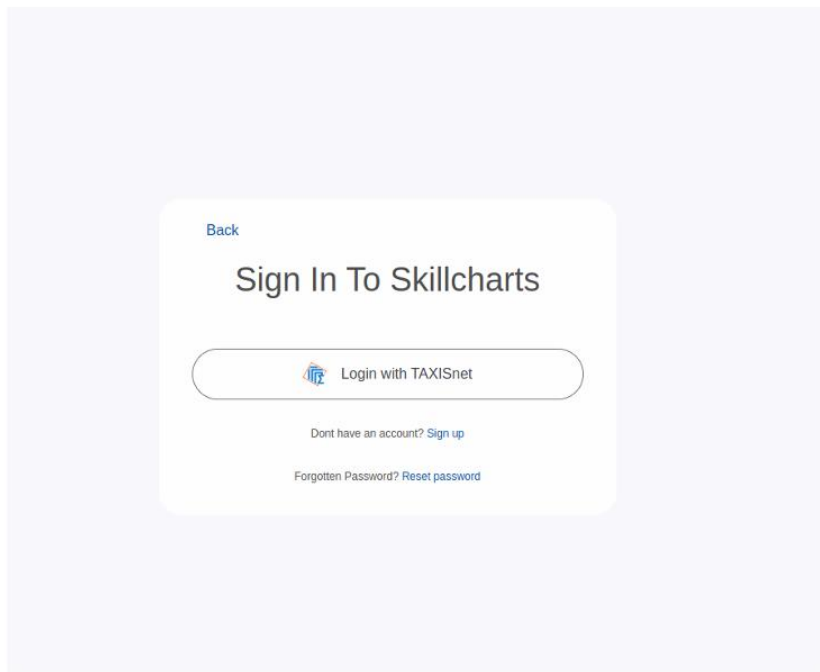 Back
Sign In To Skillcharts
Login with TAXISnet
Dont have an account? Sign up
Forgotten Password? Reset password